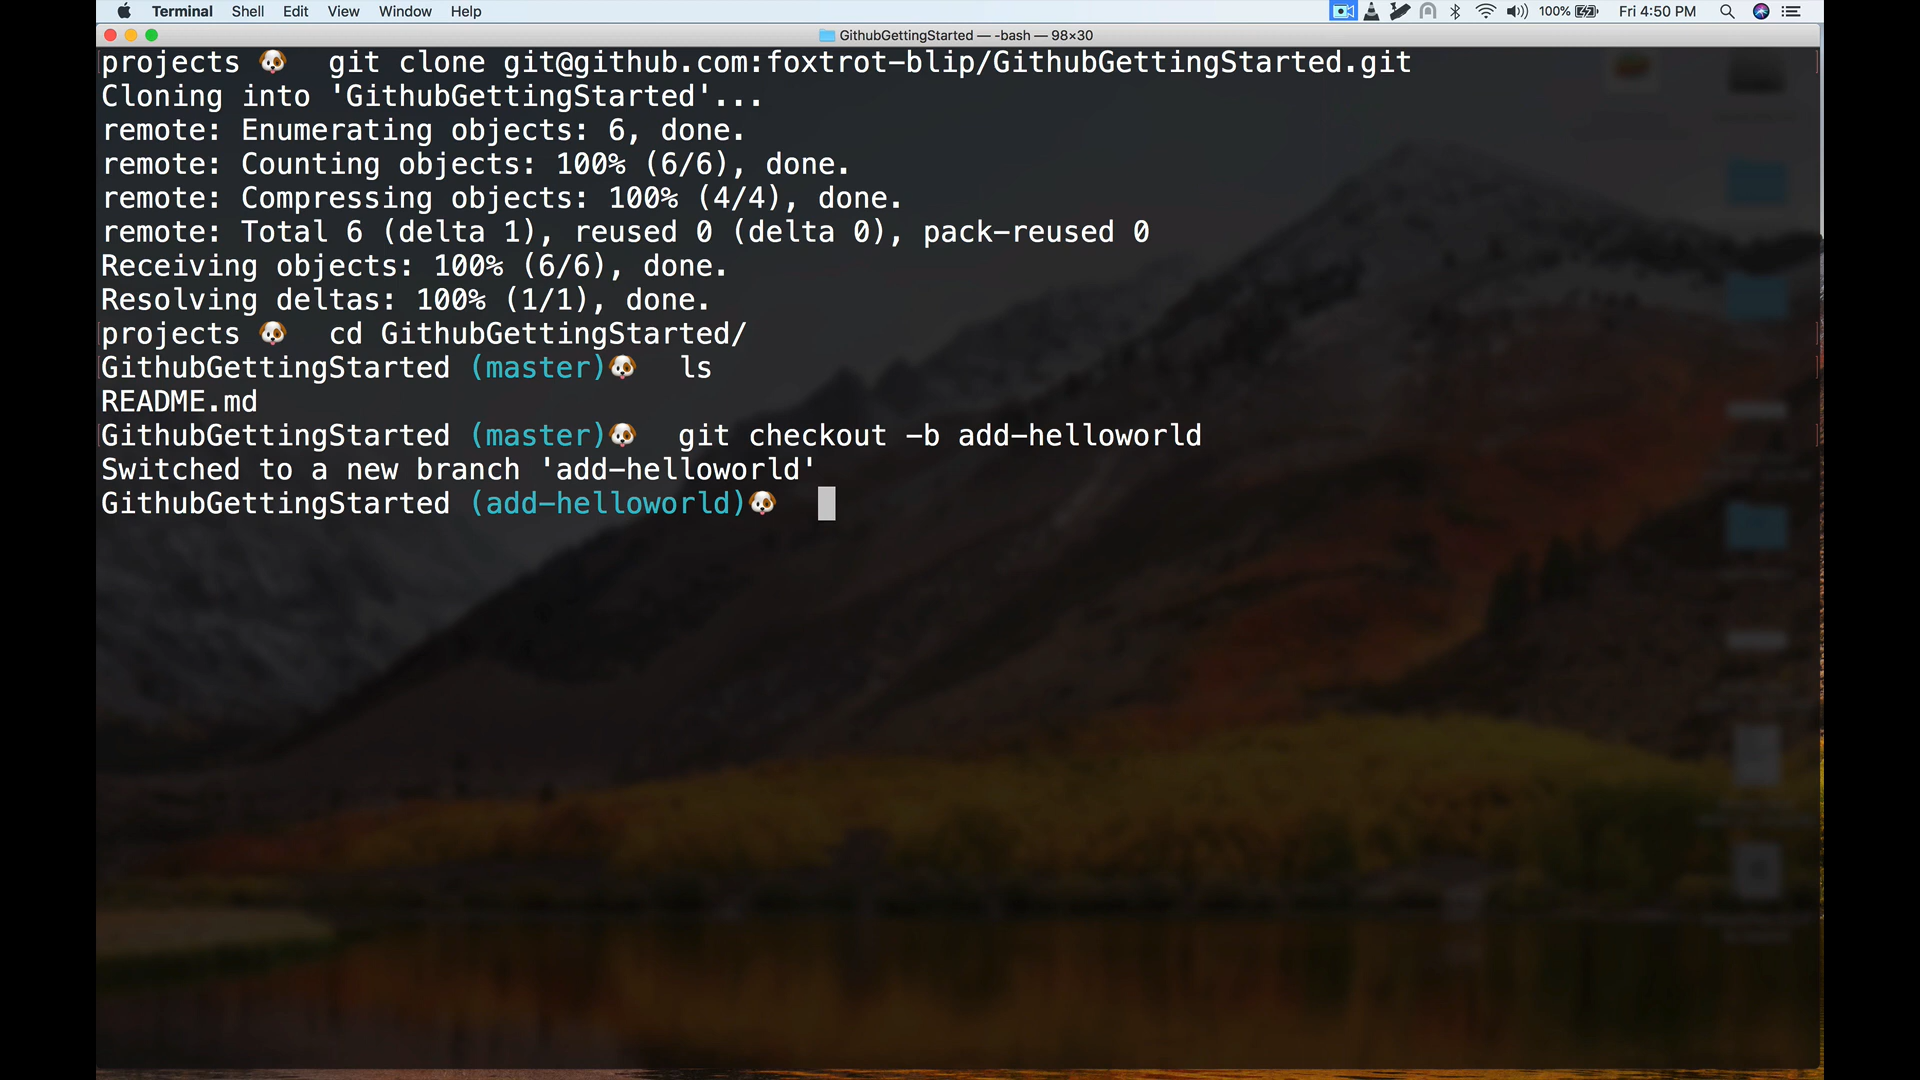 Terminal Shell Edit View Window Help 100% Fri 4:50 PM
GithubGettingStarted — -bash — 98×30
projects 🐶 git clone git@github.com:foxtrot-blip/GithubGettingStarted.git
Cloning into 'GithubGettingStarted'...
remote: Enumerating objects: 6, done.
remote: Counting objects: 100% (6/6), done.
remote: Compressing objects: 100% (4/4), done.
remote: Total 6 (delta 1), reused 0 (delta 0), pack-reused 0
Receiving objects: 100% (6/6), done.
Resolving deltas: 100% (1/1), done.
projects 🐶 cd GithubGettingStarted/
GithubGettingStarted (master)🐶 ls
README.md
GithubGettingStarted (master)🐶 git checkout -b add-helloworld
Switched to a new branch 'add-helloworld'
GithubGettingStarted (add-helloworld)🐶